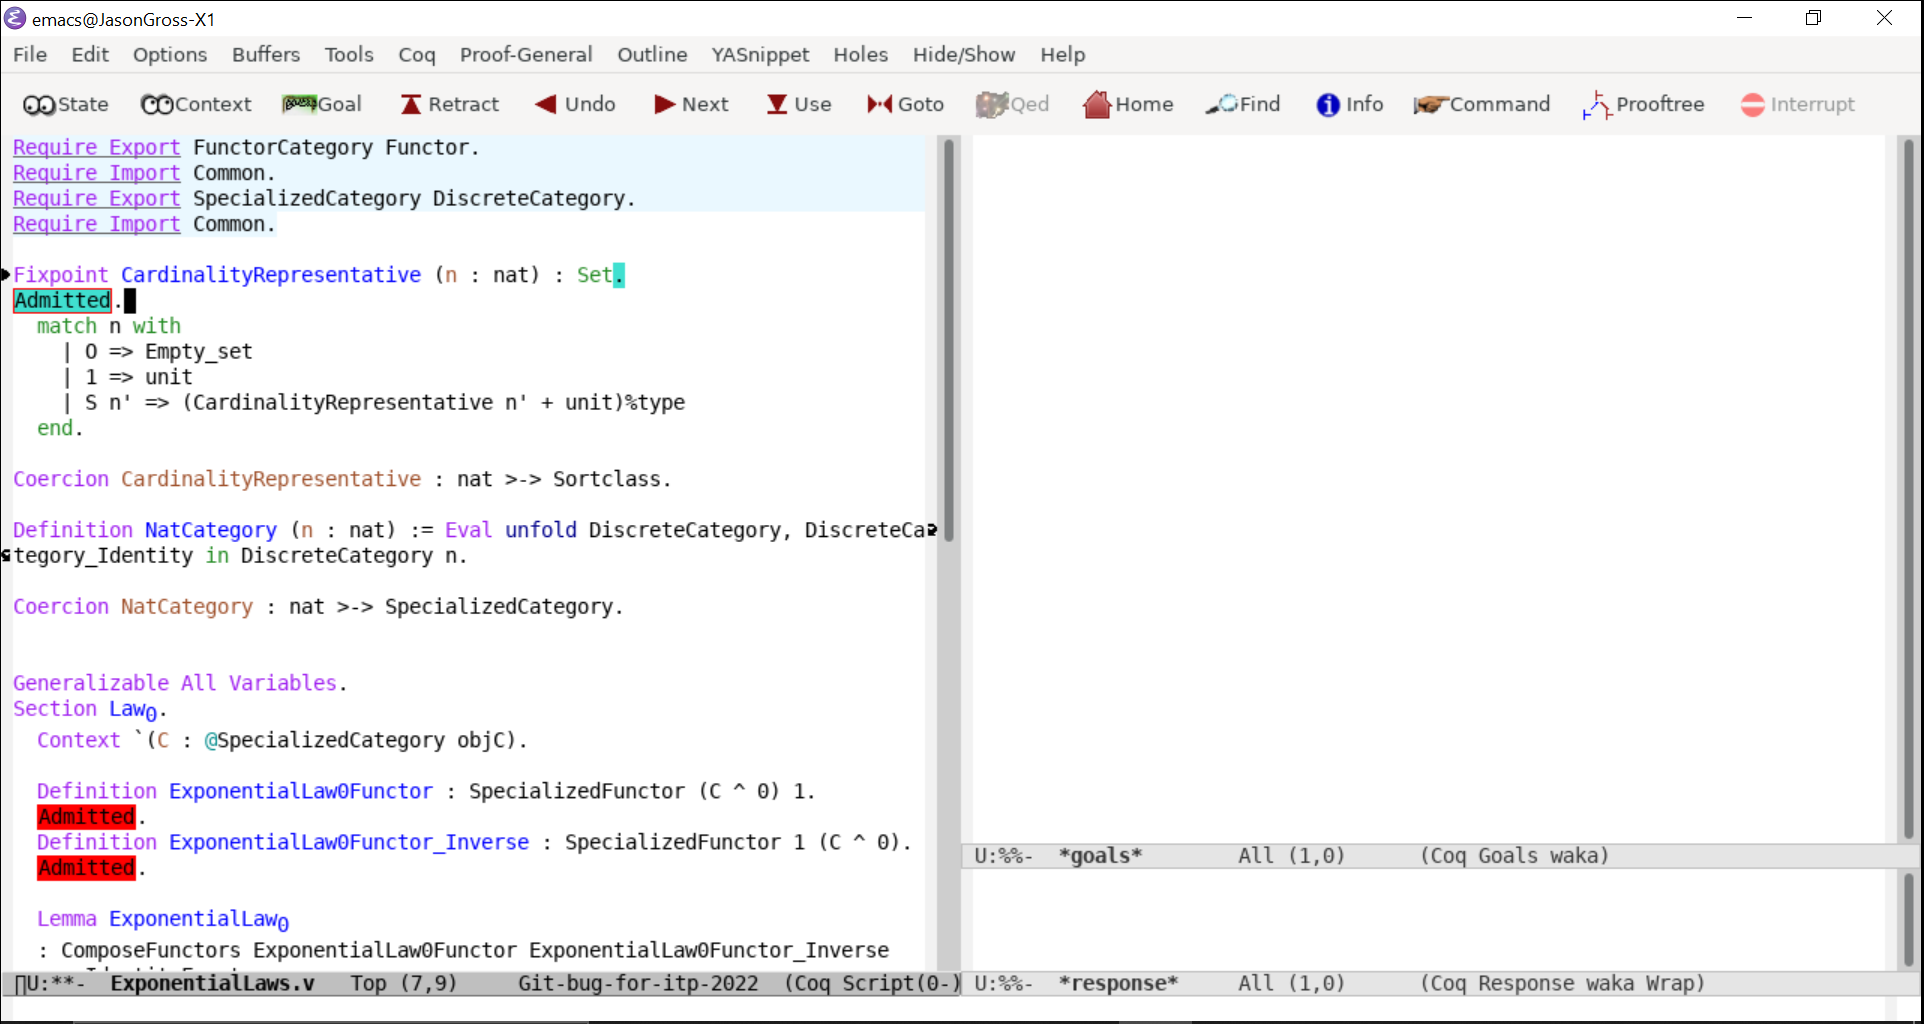 emacs@JasonGross-X1
File Edit Options Buffers Tools Coq Proof-General Outline YASnippet Holes Hide/Show Help
State Context Goal Retract Undo Next Use Goto Qed Home Find Info Command Prooftree Interrupt
Require Export FunctorCategory Functor.
Require Import Common.
Require Export SpecializedCategory DiscreteCategory.
Require Import Common.
Fixpoint CardinalityRepresentative (n : nat) : Set.
Admitted.
match n with
| O => Empty_set
| 1 => unit
| S n' => (CardinalityRepresentative n' + unit)%type
end.
Coercion CardinalityRepresentative : nat >-> Sortclass.
Definition NatCategory (n : nat) := Eval unfold DiscreteCategory, DiscreteCa
tegory_Identity in DiscreteCategory n.
Coercion NatCategory : nat >-> SpecializedCategory.
Generalizable All Variables.
Section Law0.
Context `(C : @SpecializedCategory objC).
Definition ExponentialLaw0Functor : SpecializedFunctor (C ^ 0) 1.
Admitted.
Definition ExponentialLaw0Functor_Inverse : SpecializedFunctor 1 (C ^ 0).
Admitted.
Lemma ExponentialLaw0
: ComposeFunctors ExponentialLaw0Functor ExponentialLaw0Functor_Inverse
U:**- ExponentialLaws.v Top (7,9) Git-bug-for-itp-2022 (Coq Script(0-)
U:%%- *goals* All (1,0) (Coq Goals waka)
U:%%- *response* All (1,0) (Coq Response waka Wrap)